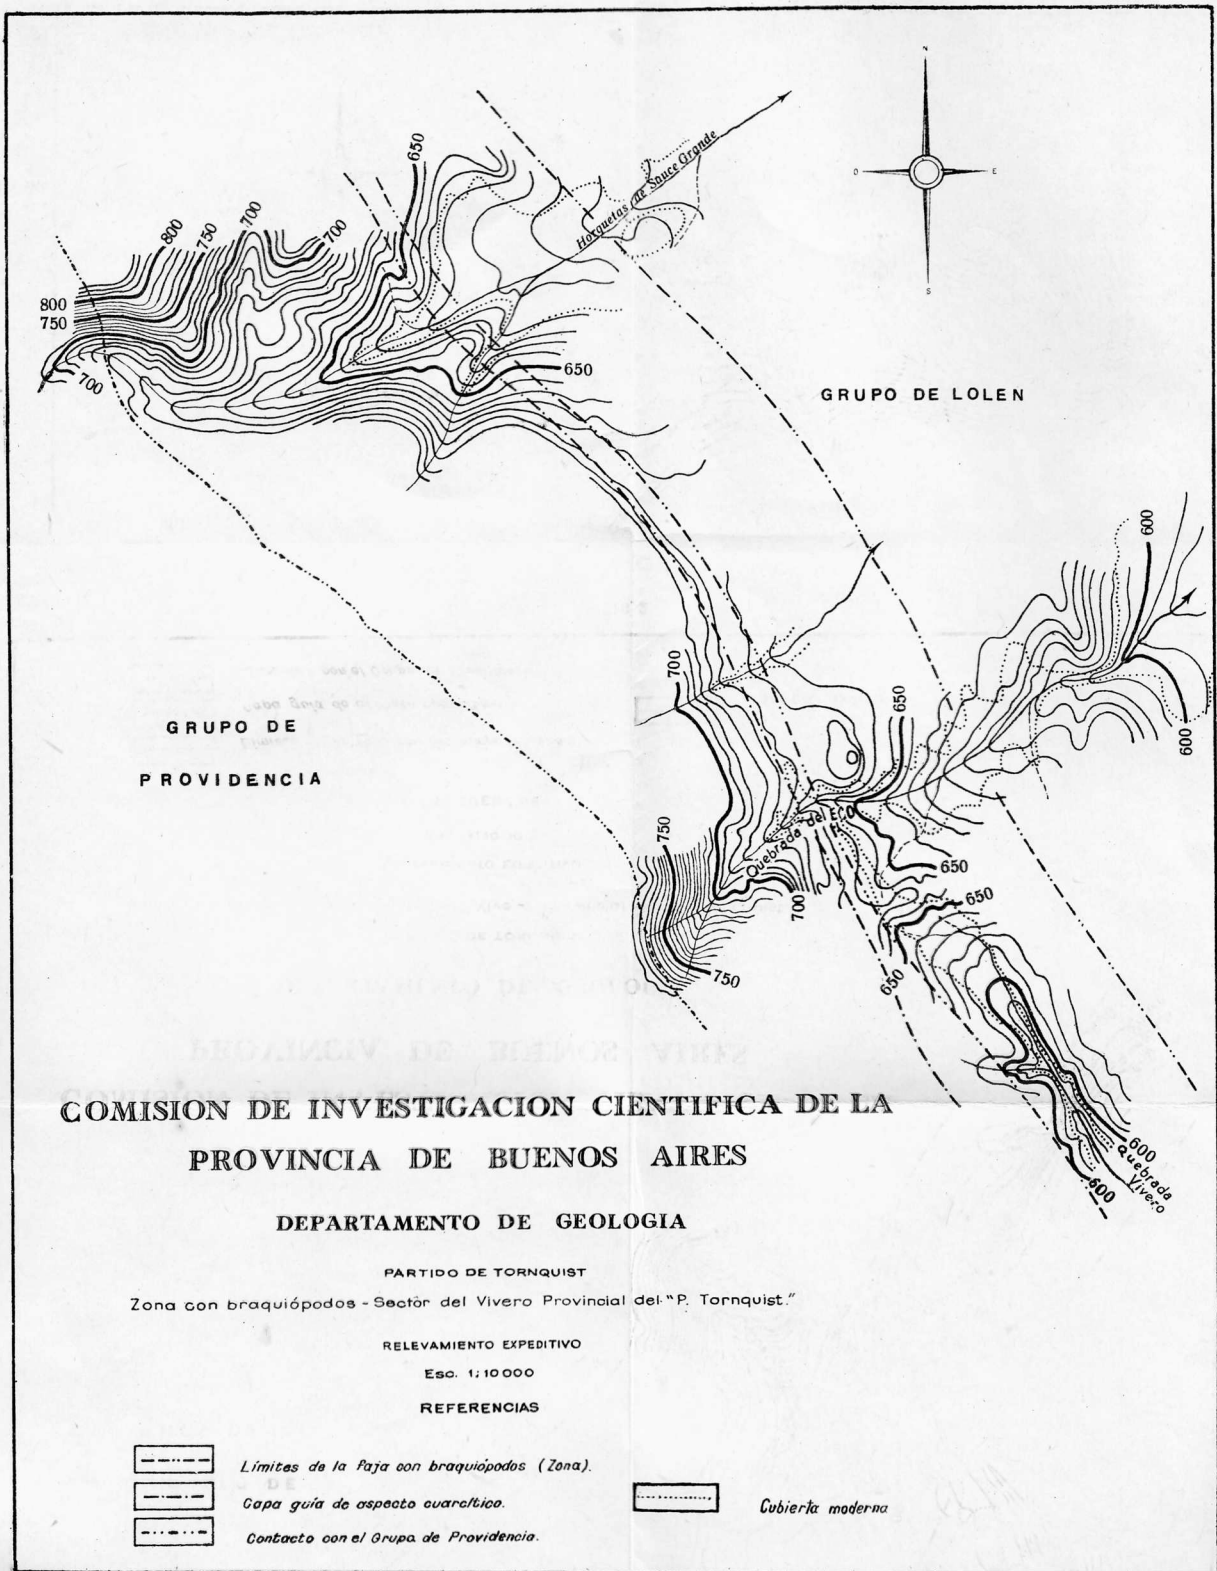 N
O
E
S
Horquetas de Sauce Grande
650
800
750
700
700
800
750
700
650
GRUPO DE LOLEN
600
600
700
650
GRUPO DE
PROVIDENCIA
750
Quebrada del ECO
H.
650
700
650
650
750
600
Quebrada
Vivero
600
COMISION DE INVESTIGACION CIENTIFICA DE LA
PROVINCIA DE BUENOS AIRES
DEPARTAMENTO DE GEOLOGIA
PARTIDO DE TORNQUIST
Zona con braquiópodos - Sectòr del Vivero Provincial del "P. Tornquist."
RELEVAMIENTO EXPEDITIVO
Esc. 1:10000
REFERENCIAS
Límites de la faja con braquiópodos (Zona).
Capa guía de aspecto cuarcítico.
Cubierta moderna
Contacto con el Grupo de Providencia.